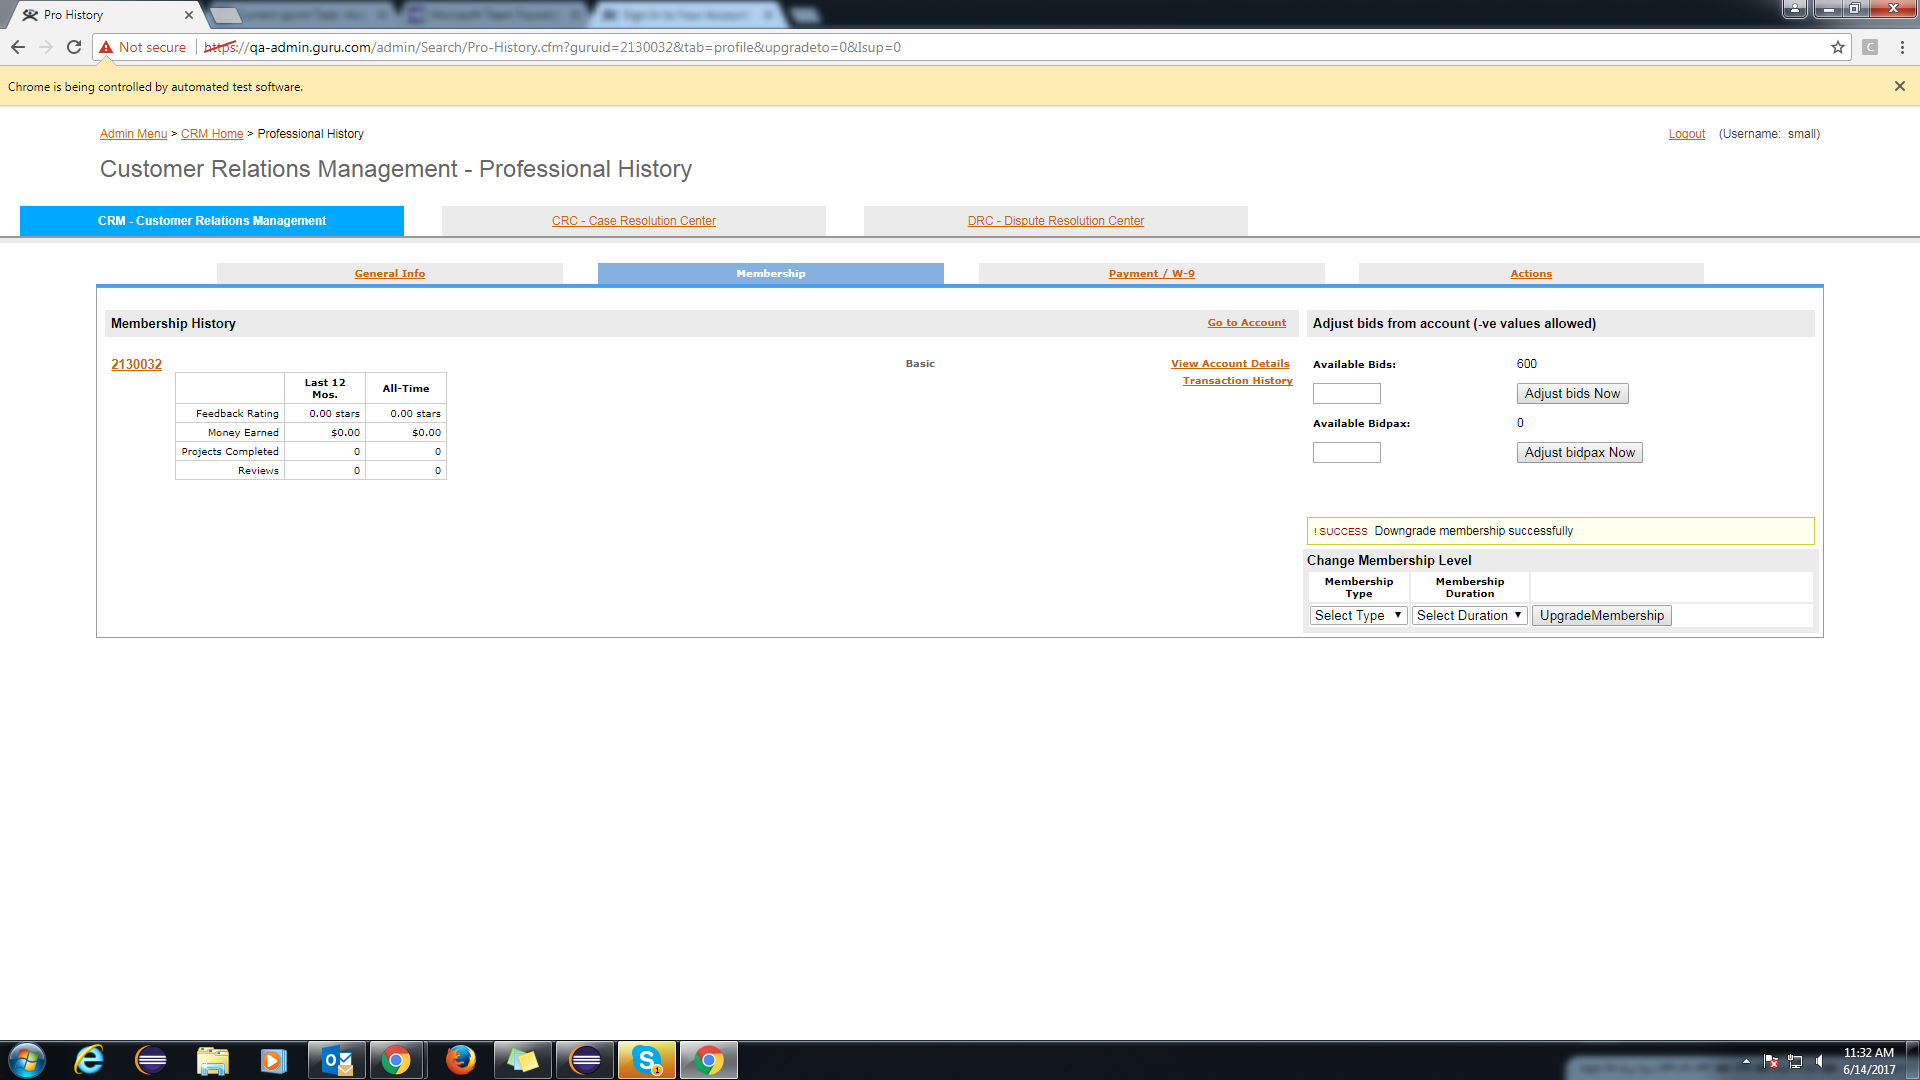 Pro History
Not secure
https://qa-admin.guru.com/admin/Search/Pro-History.cfm?guruid=2130032&tab=profile&upgradeto=0&Isup=0
C
Chrome is being controlled by automated test software.
Admin Menu > CRM Home > Professional History
Logout (Username: small)
Customer Relations Management - Professional History
CRM - Customer Relations Management
CRC - Case Resolution Center
DRC - Dispute Resolution Center
General Info
Membership
Payment / W-9
Actions
Membership History
Go to Account
Adjust bids from account (-ve values allowed)
2130032
Basic
View Account Details
Transaction History
Last 12 Mos.
All-Time
Feedback Rating 0.00 stars 0.00 stars
Money Earned $0.00 $0.00
Projects Completed 0 0
Reviews 0 0
Available Bids: 600
Adjust bids Now
Available Bidpax: 0
Adjust bidpax Now
! SUCCESS Downgrade membership successfully
Change Membership Level
Membership Type
Membership Duration
Select Type
Select Duration
UpgradeMembership
11:32 AM
6/14/2017